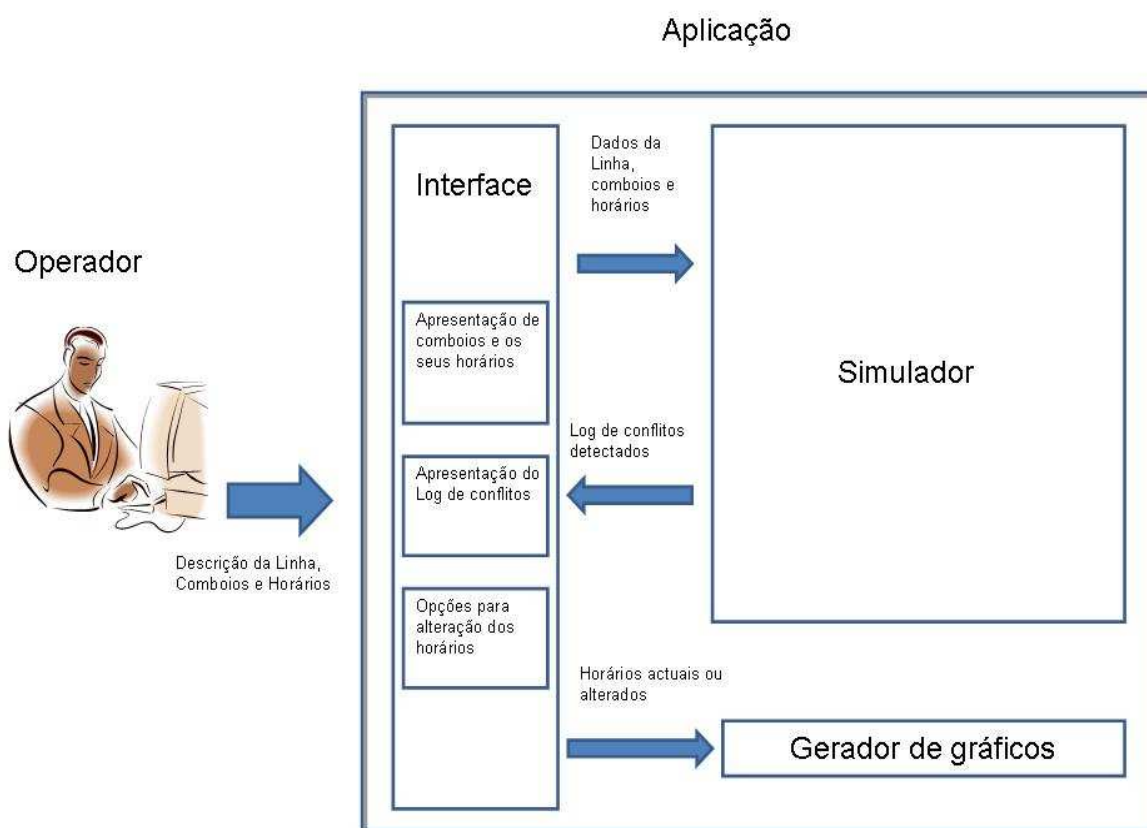 Aplicação
Operador
Descrição da Linha,
Comboios e Horários
Interface
Apresentação de
comboios e os
seus horários
Apresentação do
Log de conflitos
Opções para
alteração dos
horários
Dados da
Linha,
comboios e
horários
Log de conflitos
detectados
Horários actuais ou
alterados
Simulador
Gerador de gráficos